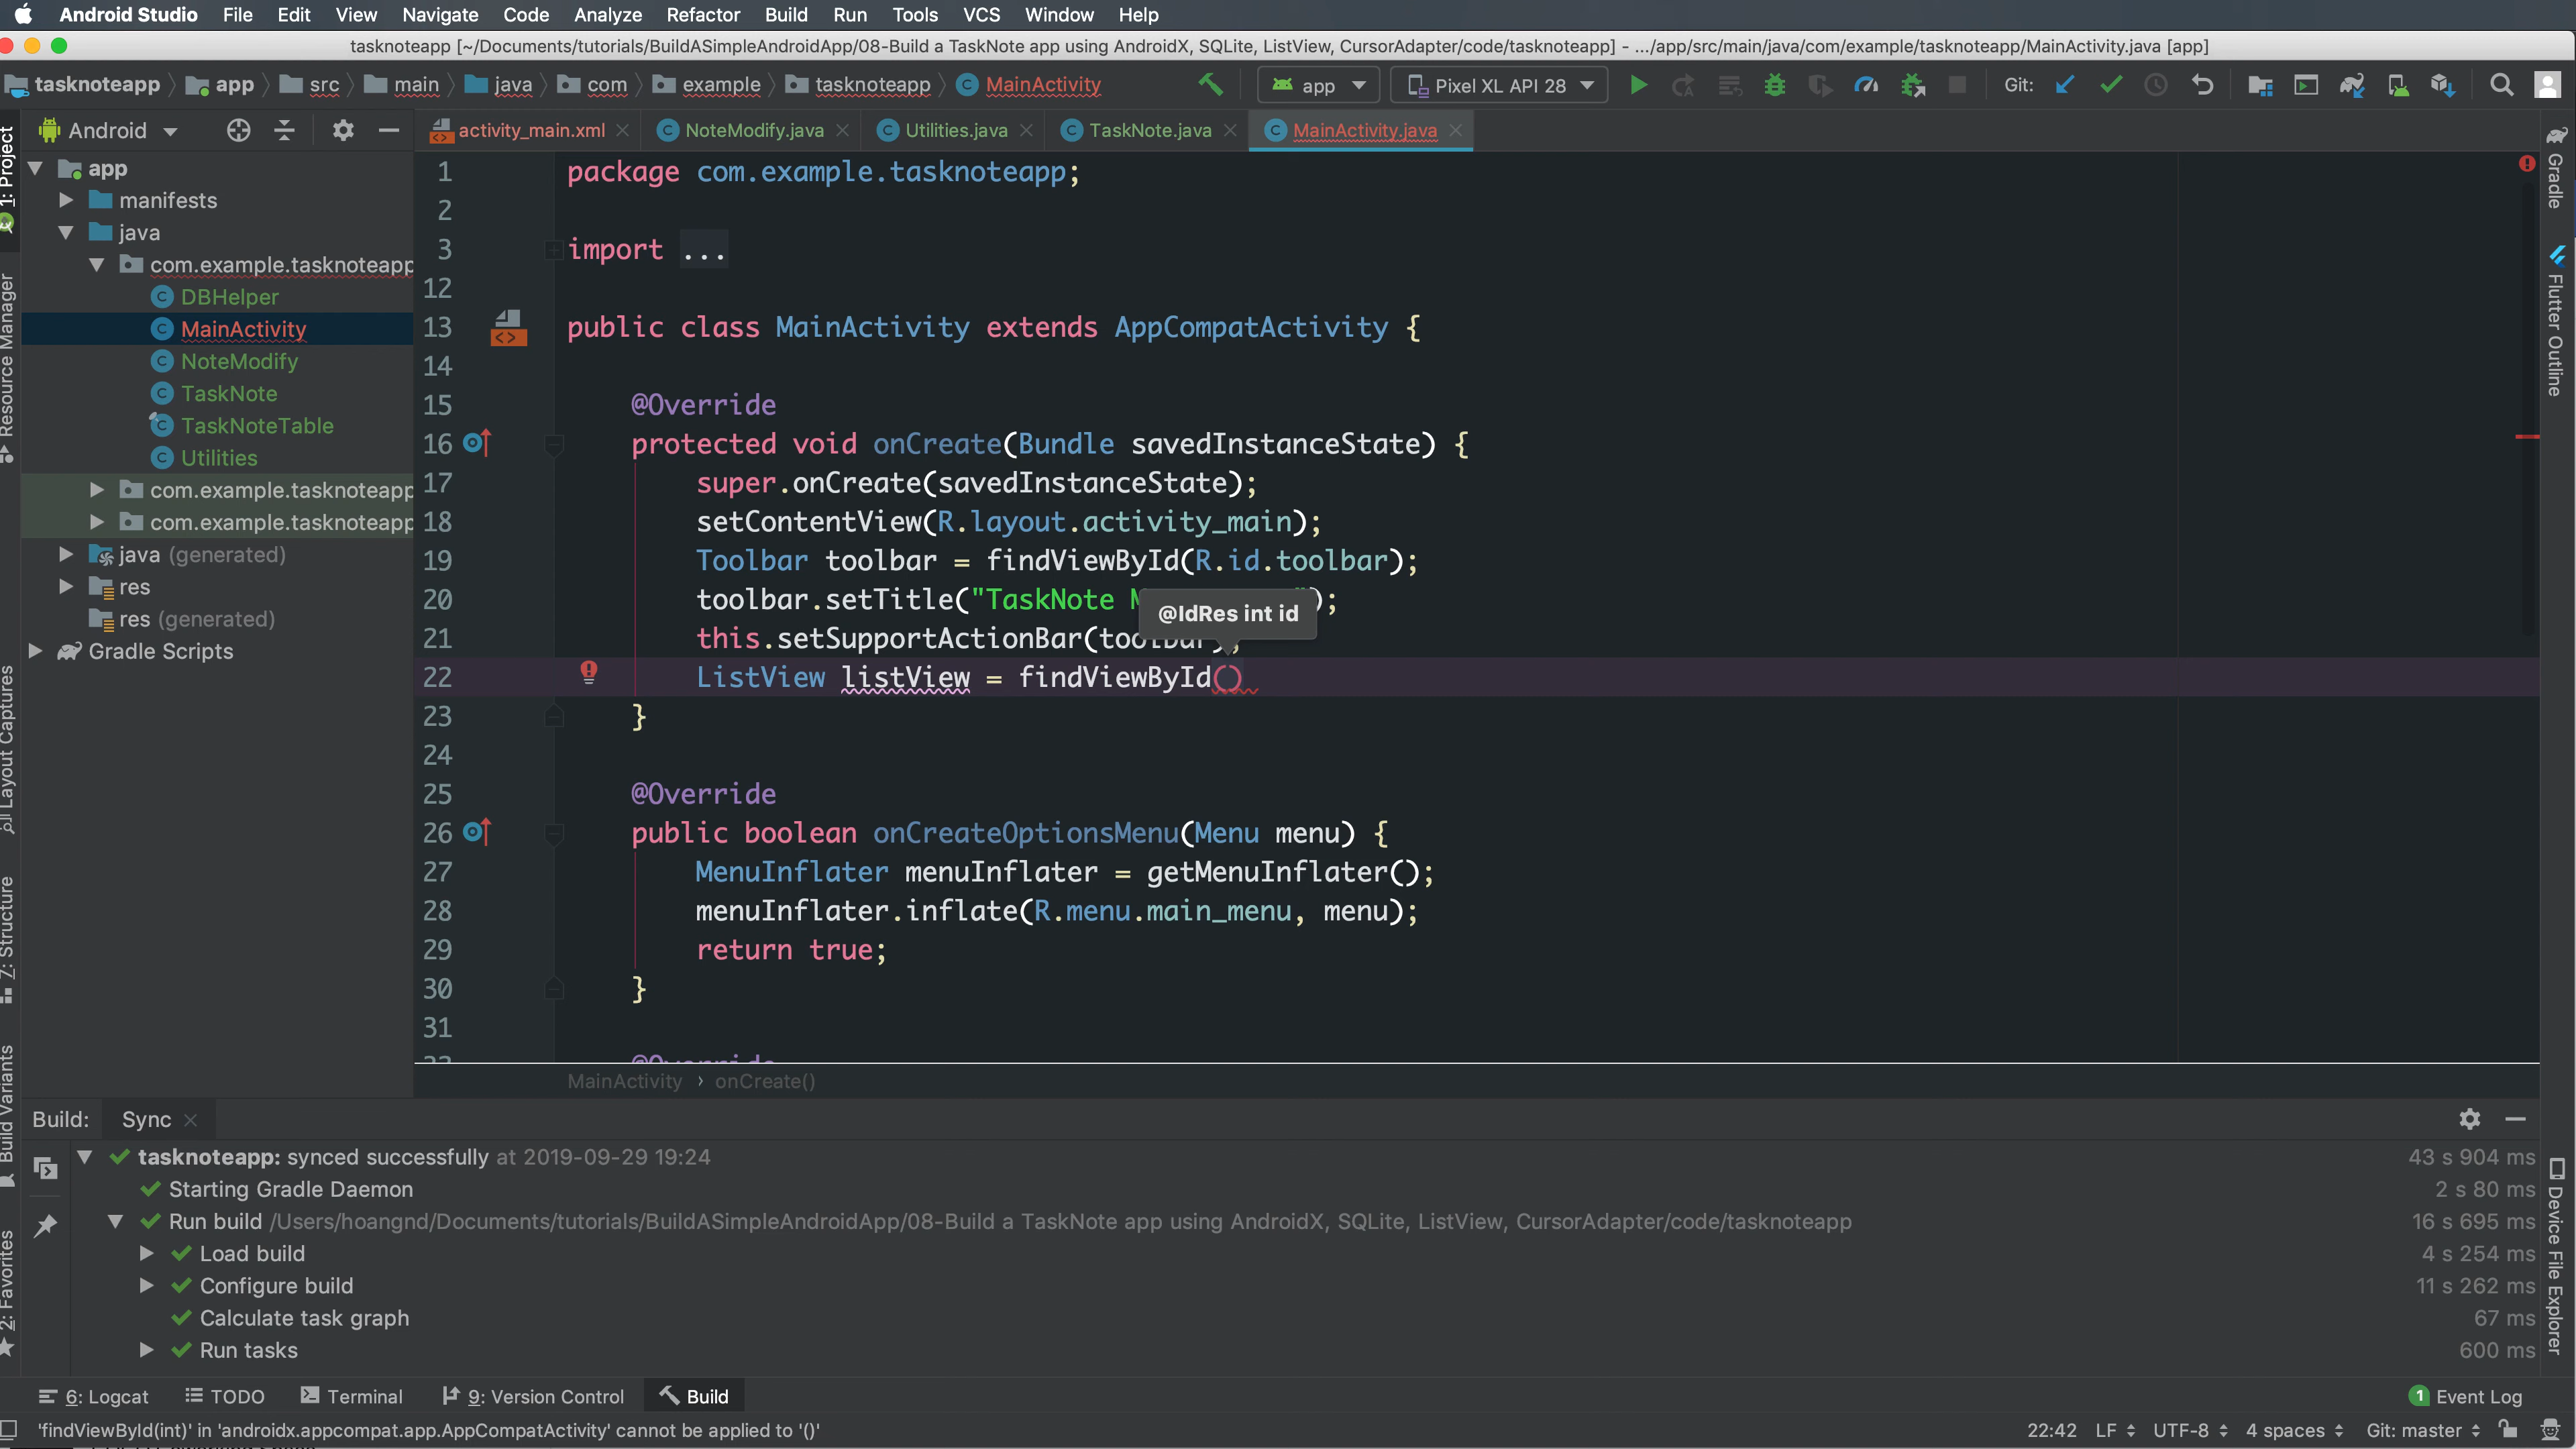 Android Studio File Edit View Navigate Code Analyze Refactor Build Run Tools VCS Window Help
tasknoteapp [~/Documents/tutorials/BuildASimpleAndroidApp/08-Build a TaskNote app using AndroidX, SQLite, ListView, CursorAdapter/code/tasknoteapp] - .../app/src/main/java/com/example/tasknoteapp/MainActivity.java [app]
tasknoteapp app src main java com example tasknoteapp MainActivity app Pixel XL API 28 Git:
Android
activity_main.xml NoteModify.java Utilities.java TaskNote.java MainActivity.java
app
manifests
java
com.example.tasknoteapp
DBHelper
MainActivity
NoteModify
TaskNote
TaskNoteTable
Utilities
com.example.tasknoteapp
com.example.tasknoteapp
java (generated)
res
res (generated)
Gradle Scripts
1: Project
Resource Manager
Layout Captures
7: Structure
Build Variants
2: Favorites
1 package com.example.tasknoteapp;
2
3 import ...
12
13 public class MainActivity extends AppCompatActivity {
14
15 @Override
16 protected void onCreate(Bundle savedInstanceState) {
17 super.onCreate(savedInstanceState);
18 setContentView(R.layout.activity_main);
19 Toolbar toolbar = findViewById(R.id.toolbar);
20 toolbar.setTitle("TaskNote ");
@IdRes int id
21 this.setSupportActionBar(toolbar);
22 ListView listView = findViewById()
23 }
24
25 @Override
26 public boolean onCreateOptionsMenu(Menu menu) {
27 MenuInflater menuInflater = getMenuInflater();
28 menuInflater.inflate(R.menu.main_menu, menu);
29 return true;
30 }
31
MainActivity › onCreate()
Gradle
Flutter Outline
Device File Explorer
Build: Sync
tasknoteapp: synced successfully at 2019-09-29 19:24 43 s 904 ms
Starting Gradle Daemon 2 s 80 ms
Run build /Users/hoangnd/Documents/tutorials/BuildASimpleAndroidApp/08-Build a TaskNote app using AndroidX, SQLite, ListView, CursorAdapter/code/tasknoteapp 16 s 695 ms
Load build 4 s 254 ms
Configure build 11 s 262 ms
Calculate task graph 67 ms
Run tasks 600 ms
6: Logcat TODO Terminal 9: Version Control Build 1 Event Log
'findViewById(int)' in 'androidx.appcompat.app.AppCompatActivity' cannot be applied to '()' 22:42 LF UTF-8 4 spaces Git: master